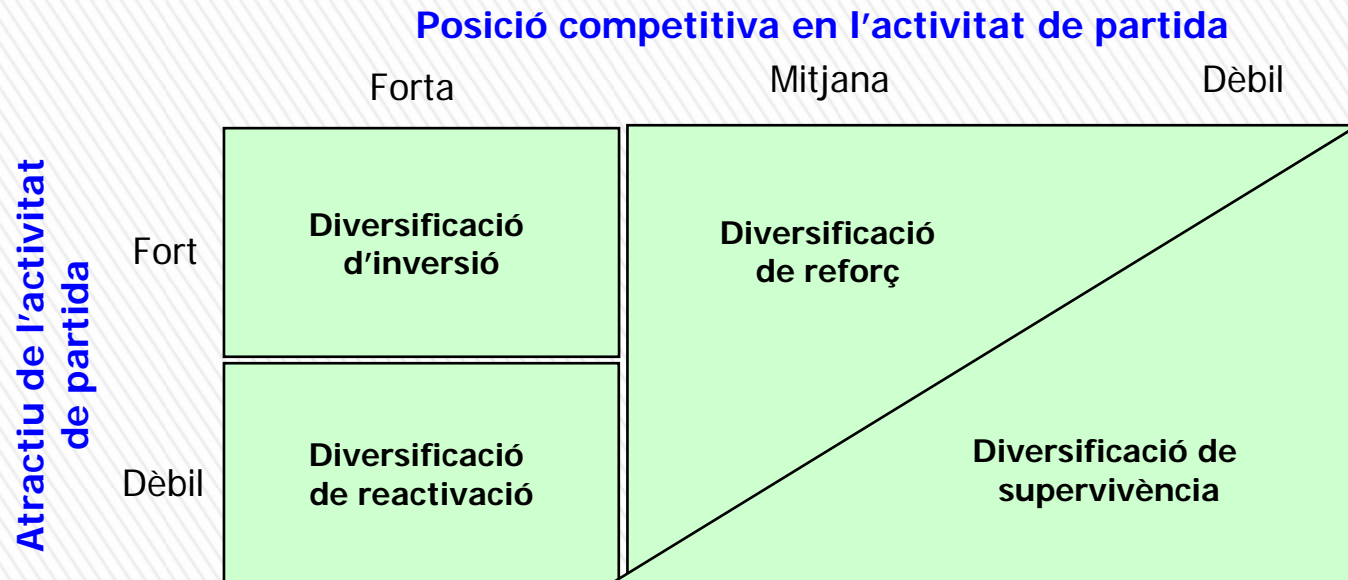 Posició competitiva en l'activitat de partida
Forta
Mitjana
Dèbil
Atractiu de l'activitat
de partida
Fort
Diversificació
d'inversió
Diversificació
de reforç
Dèbil
Diversificació
de reactivació
Diversificació de
supervivència